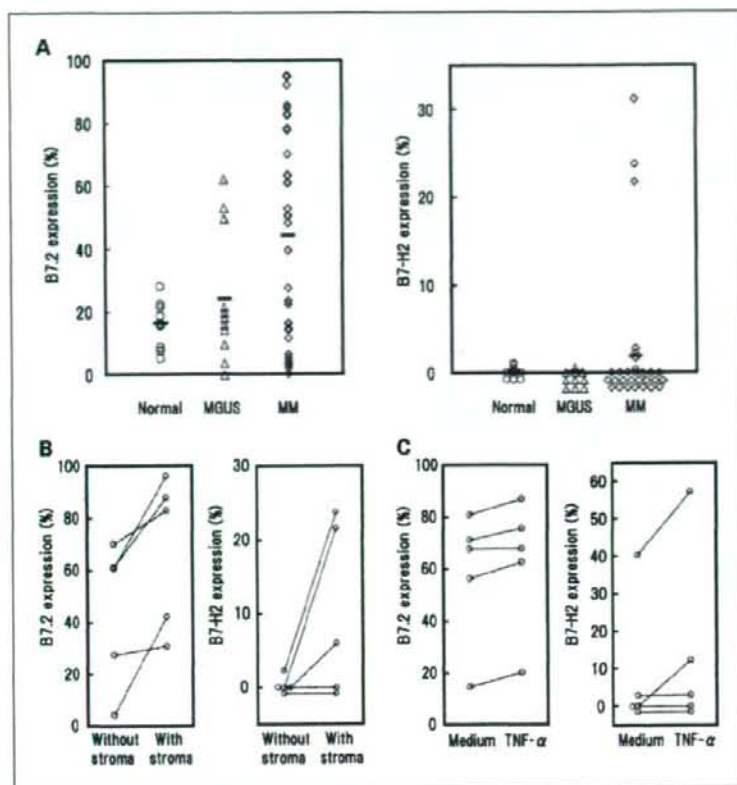 A
B7.2 expression (%)
100
80
60
40
20
0
Normal MGUS MM
B7-H2 expression (%)
30
20
10
0
Normal MGUS MM
B
B7.2 expression (%)
100
80
60
40
20
0
Without stroma
With stroma
B7-H2 expression (%)
30
20
10
0
Without stroma
With stroma
C
B7.2 expression (%)
100
80
60
40
20
0
Medium TNF-α
B7-H2 expression (%)
60
50
40
30
20
10
0
Medium TNF-α